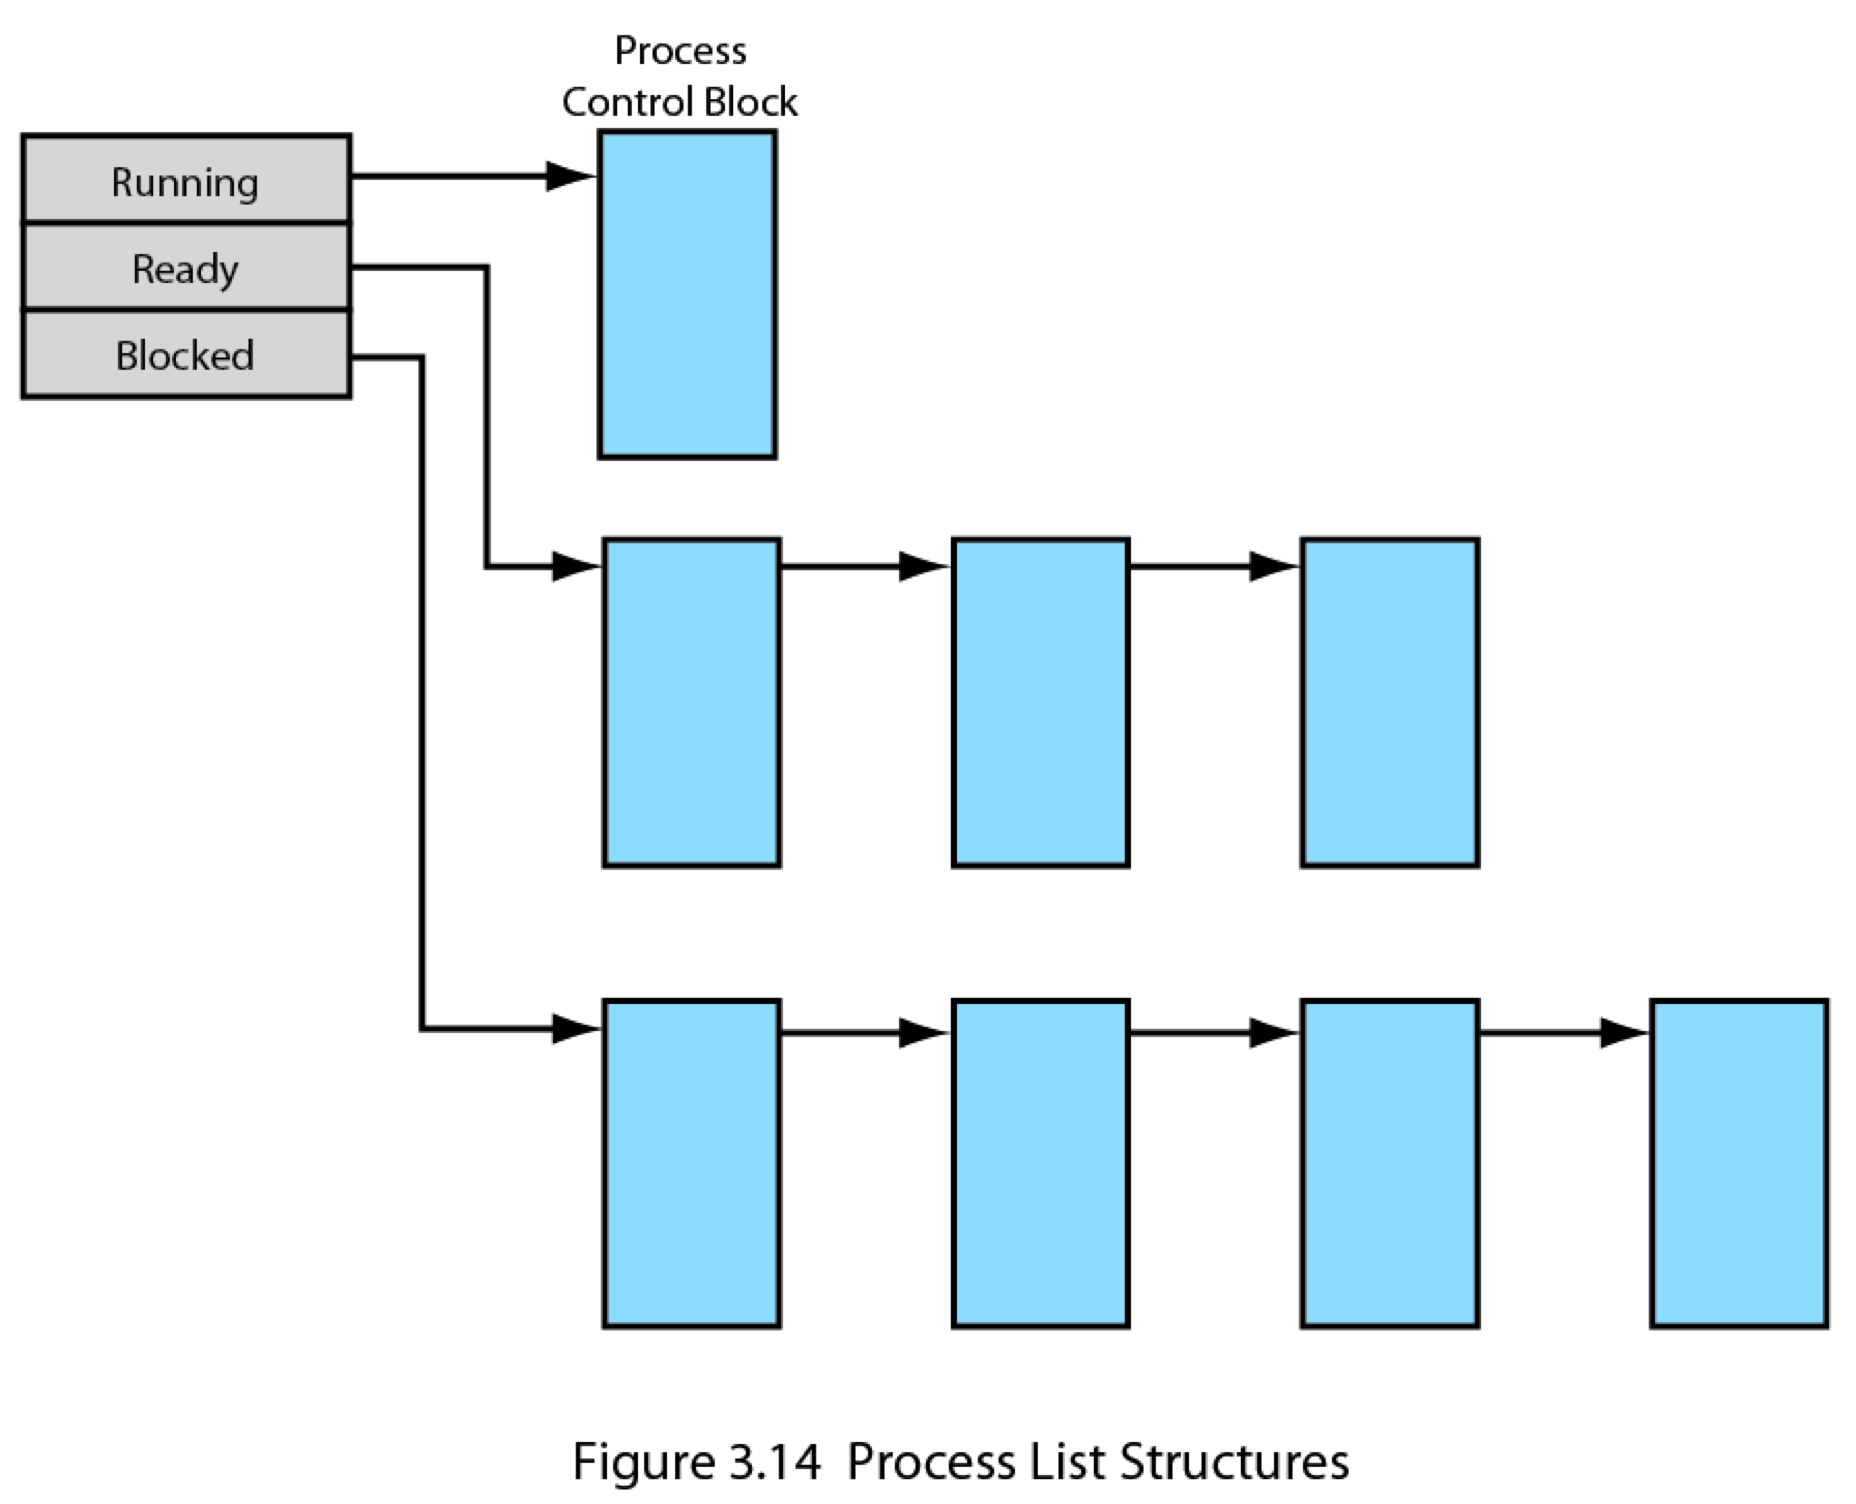 Process
Control Block
Running
Ready
Blocked
Figure 3.14 Process List Structures